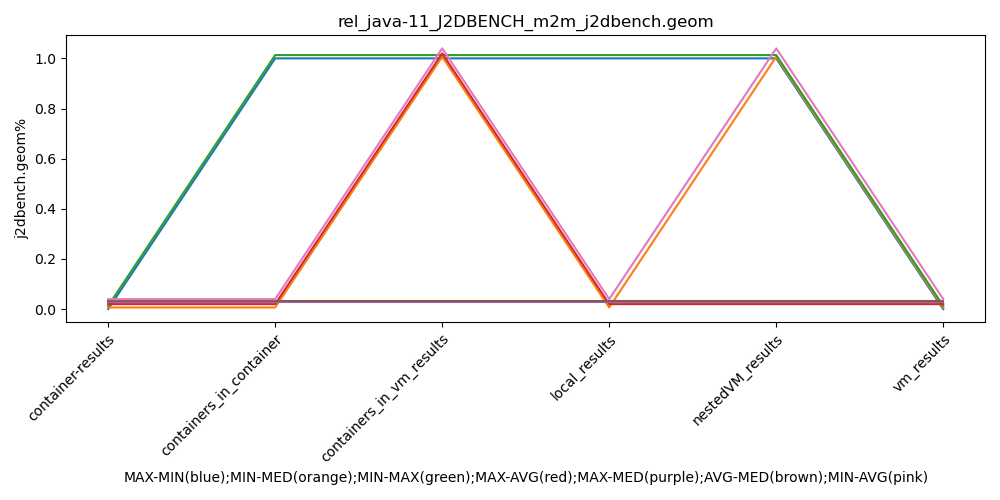 rel_java-11_J2DBENCH_m2m_j2dbench.geom
j2dbench.geom%
1.0
0.8
0.6
0.4
0.2
0.0
container-results
containers_in_container
containers_in_vm_results
local_results
nestedVM_results
vm_results
MAX-MIN(blue);MIN-MED(orange);MIN-MAX(green);MAX-AVG(red);MAX-MED(purple);AVG-MED(brown);MIN-AVG(pink)